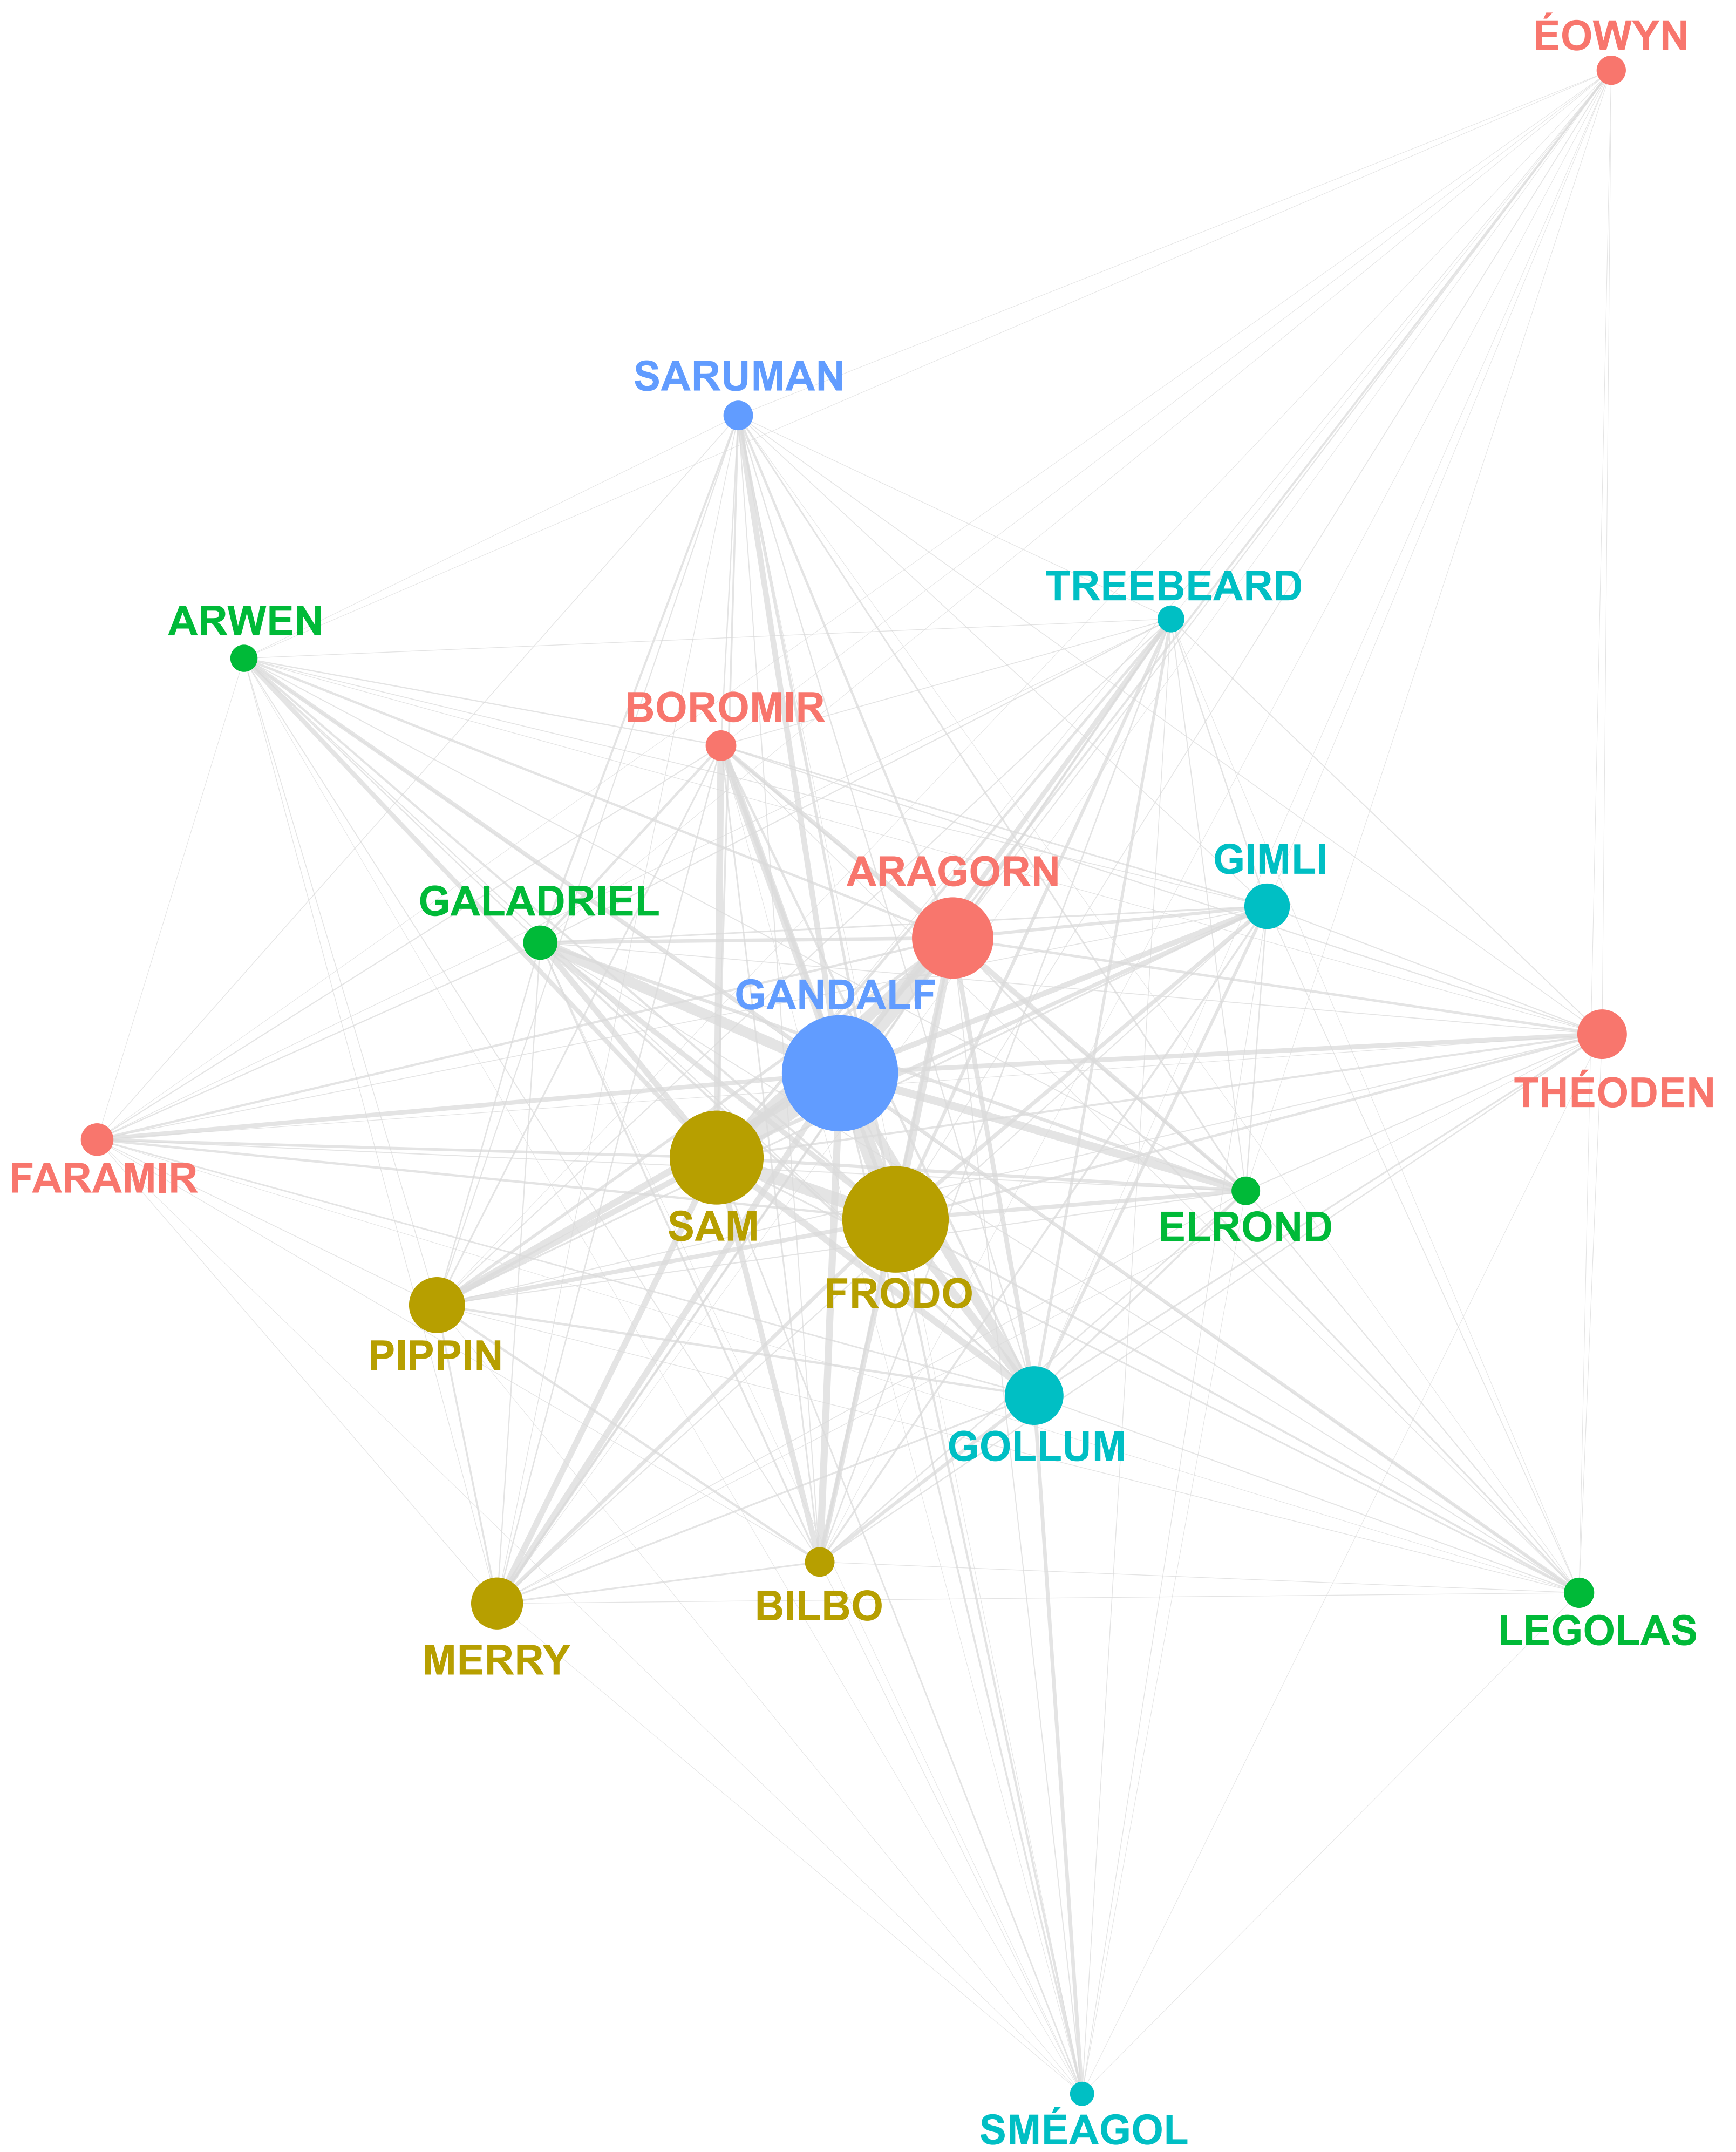 ÉOWYN
SARUMAN
TREEBEARD
ARWEN
BOROMIR
GIMLI
ARAGORN
GALADRIEL
GANDALF
THÉODEN
FARAMIR
SAM
ELROND
FRODO
PIPPIN
GOLLUM
BILBO
LEGOLAS
MERRY
SMÉAGOL